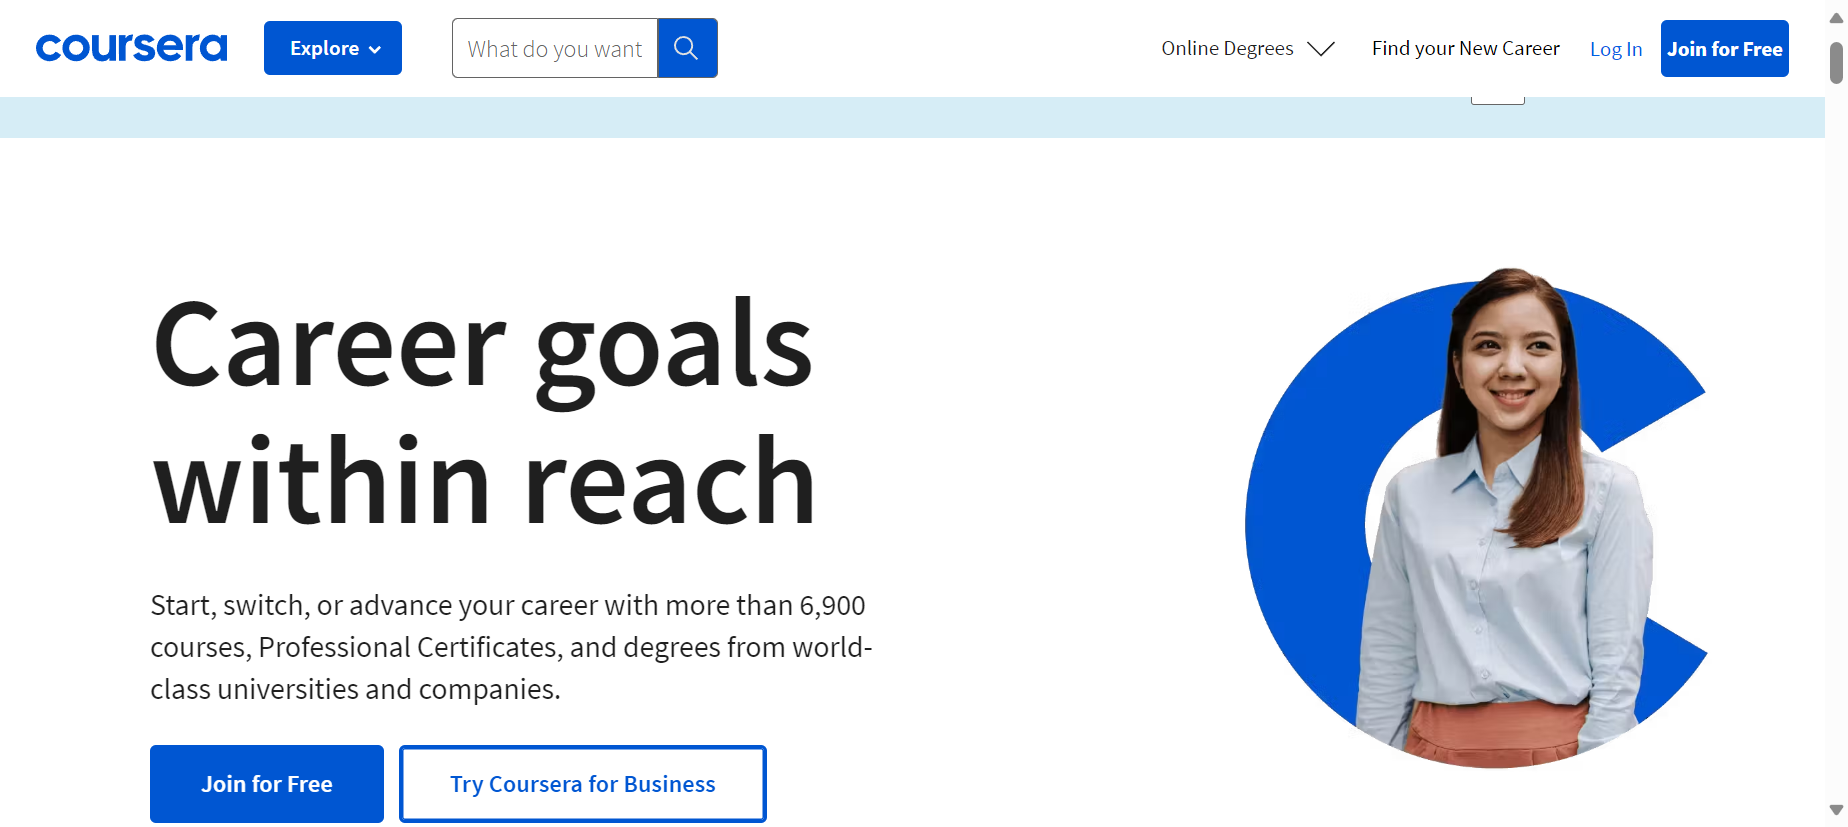 coursera
Explore
What do you want
Online Degrees
Find your New Career
Log In
Join for Free
Career goals
within reach
Start, switch, or advance your career with more than 6,900
courses, Professional Certificates, and degrees from world-
class universities and companies.
Join for Free
Try Coursera for Business